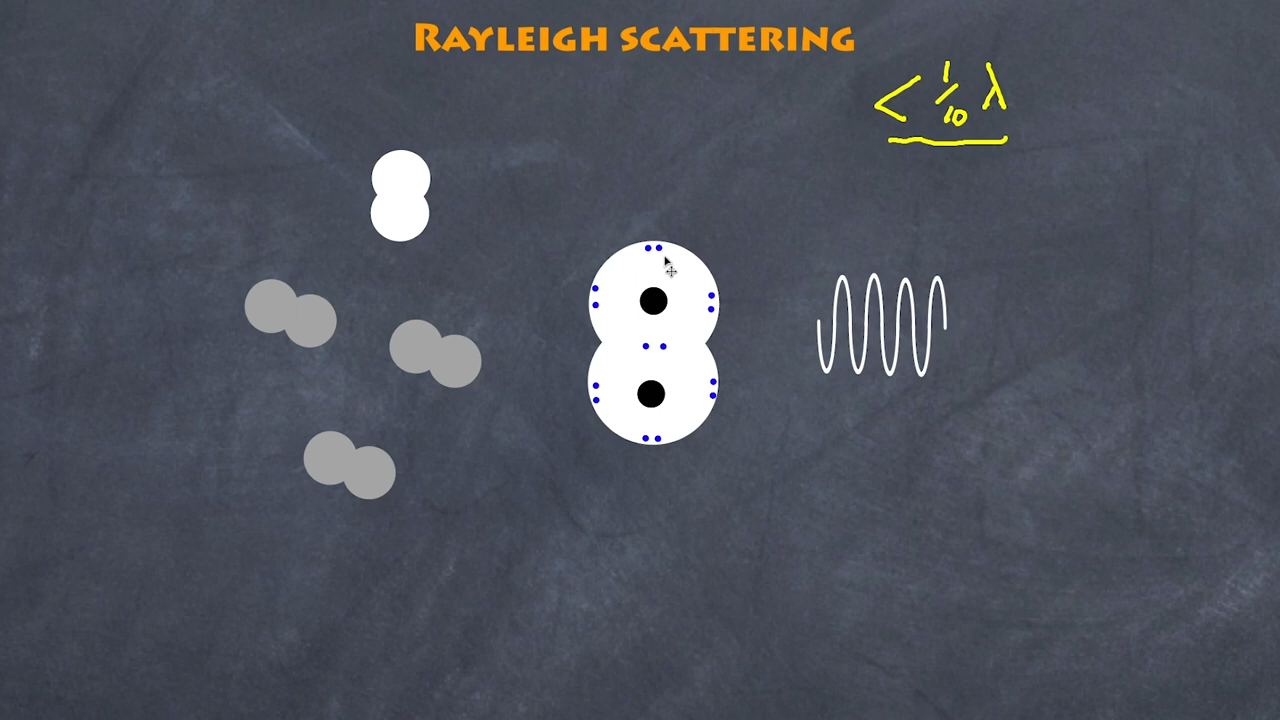 Rayleigh scattering
< 1/10 λ